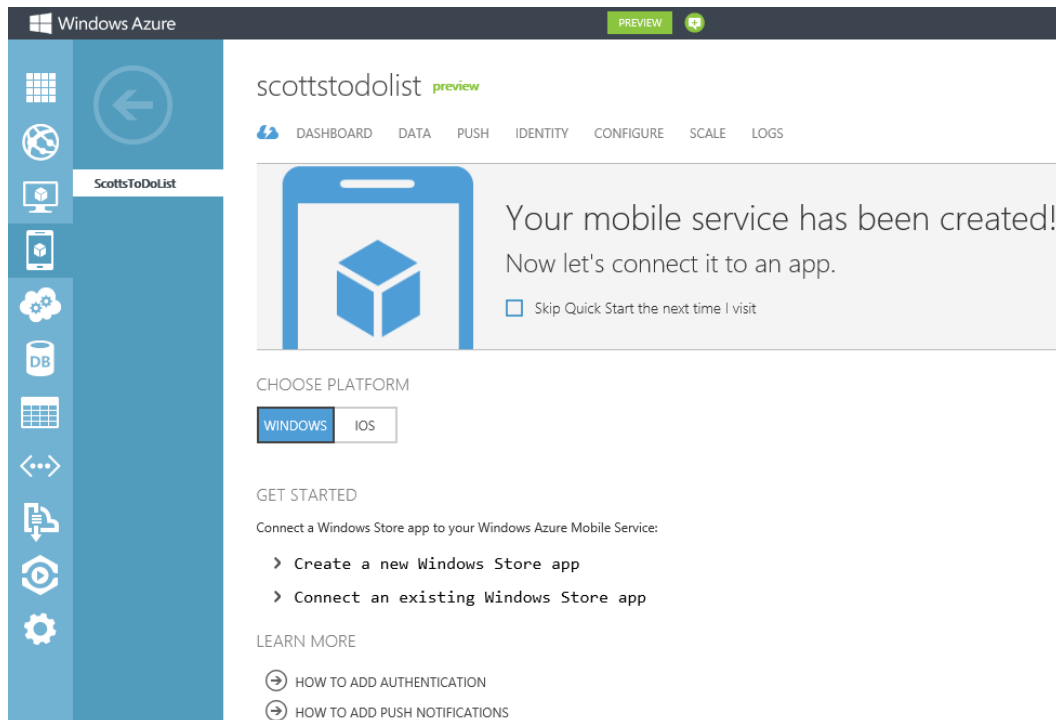 Windows Azure
PREVIEW
scottstodolist preview
DASHBOARD DATA PUSH IDENTITY CONFIGURE SCALE LOGS
ScottsToDoList
Your mobile service has been created!
Now let's connect it to an app.
Skip Quick Start the next time I visit
DB
CHOOSE PLATFORM
WINDOWS IOS
GET STARTED
Connect a Windows Store app to your Windows Azure Mobile Service:
Create a new Windows Store app
Connect an existing Windows Store app
LEARN MORE
HOW TO ADD AUTHENTICATION
HOW TO ADD PUSH NOTIFICATIONS